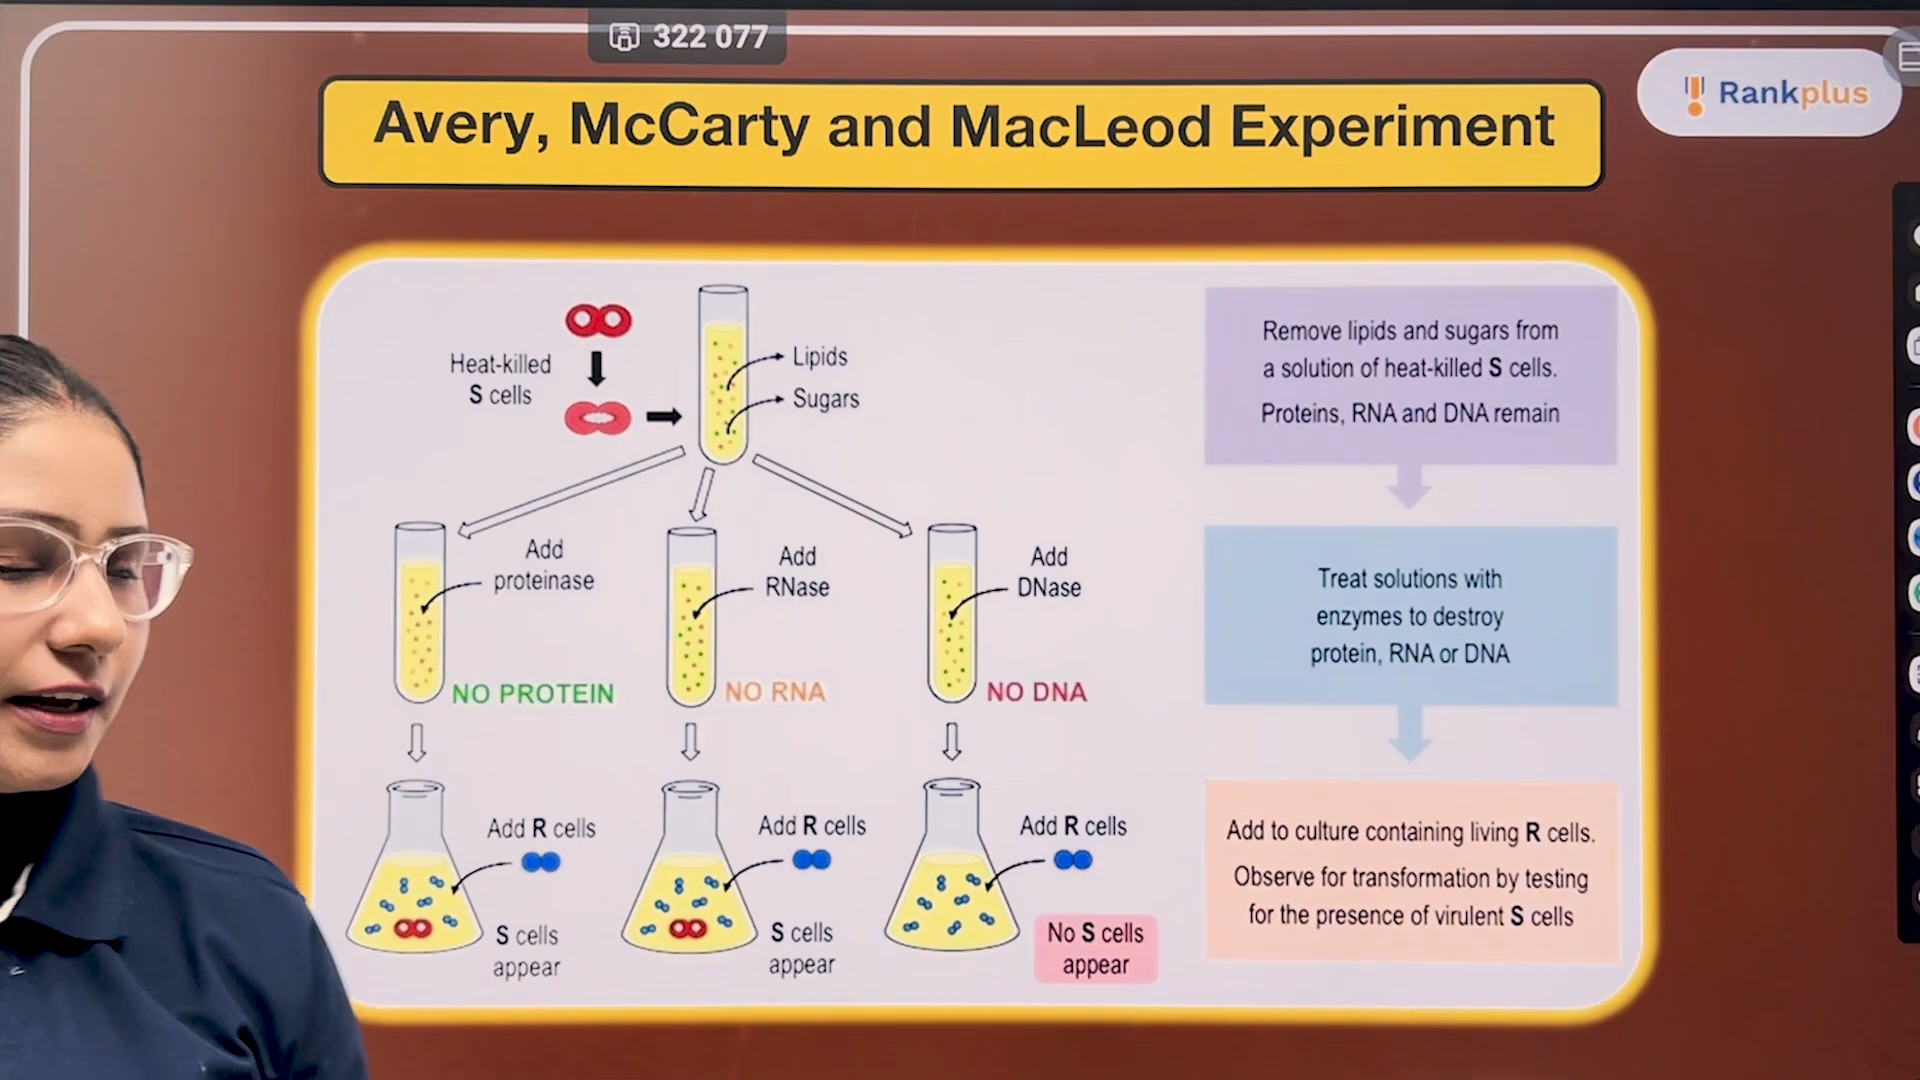 322 077
Rankplus
Avery, McCarty and MacLeod Experiment
Heat-killed
S cells
Lipids
Sugars
Remove lipids and sugars from
a solution of heat-killed S cells.
Proteins, RNA and DNA remain
Add
proteinase
Add
RNase
Add
DNase
NO PROTEIN
NO RNA
NO DNA
Treat solutions with
enzymes to destroy
protein, RNA or DNA
Add R cells
Add R cells
Add R cells
S cells
appear
S cells
appear
No S cells
appear
Add to culture containing living R cells.
Observe for transformation by testing
for the presence of virulent S cells